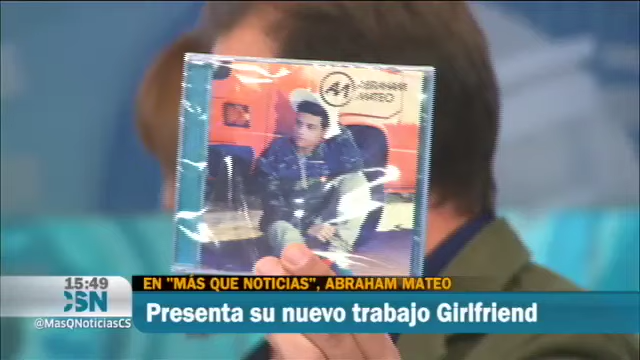 AM ABRAHAM
MATEO
15:49
CSN
@MasQNoticiasCS
EN "MÁS QUE NOTICIAS", ABRAHAM MATEO
Presenta su nuevo trabajo Girlfriend